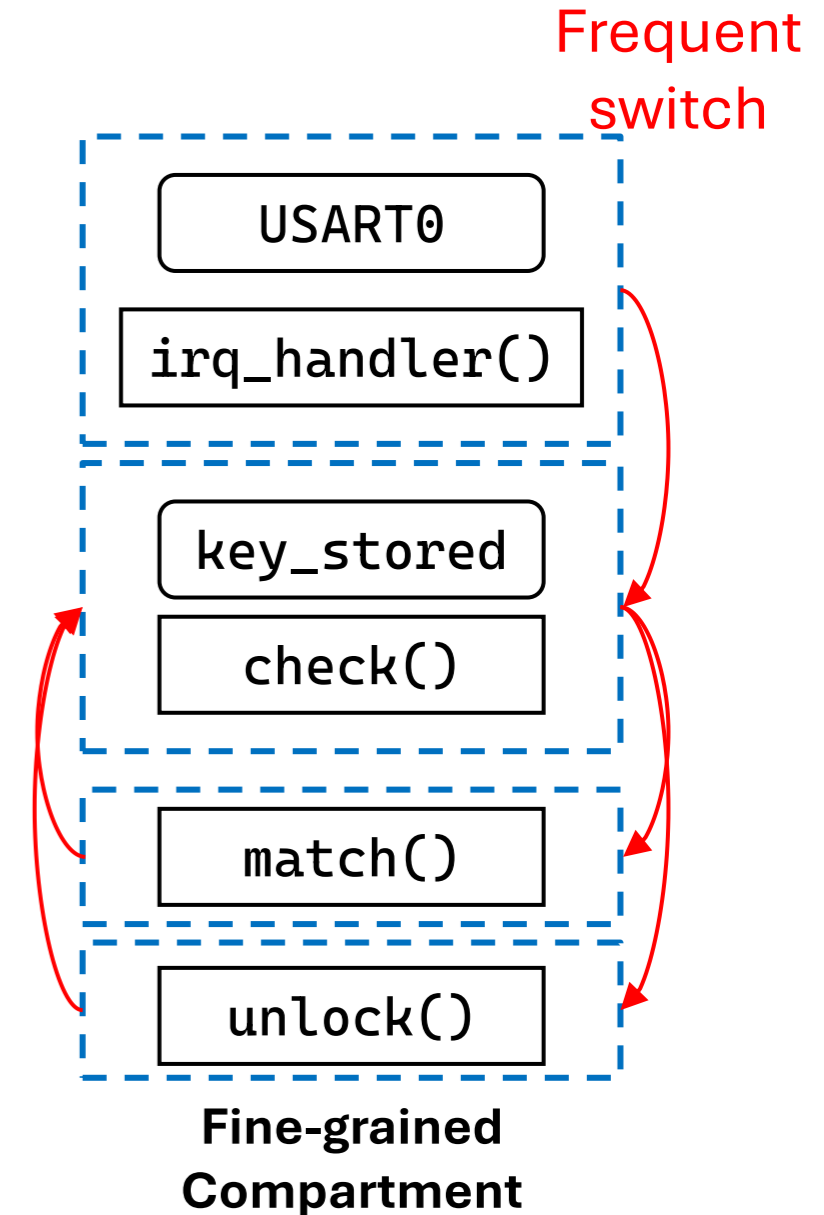 Frequent
switch
USART0
irq_handler()
key_stored
check()
match()
unlock()
Fine-grained
Compartment